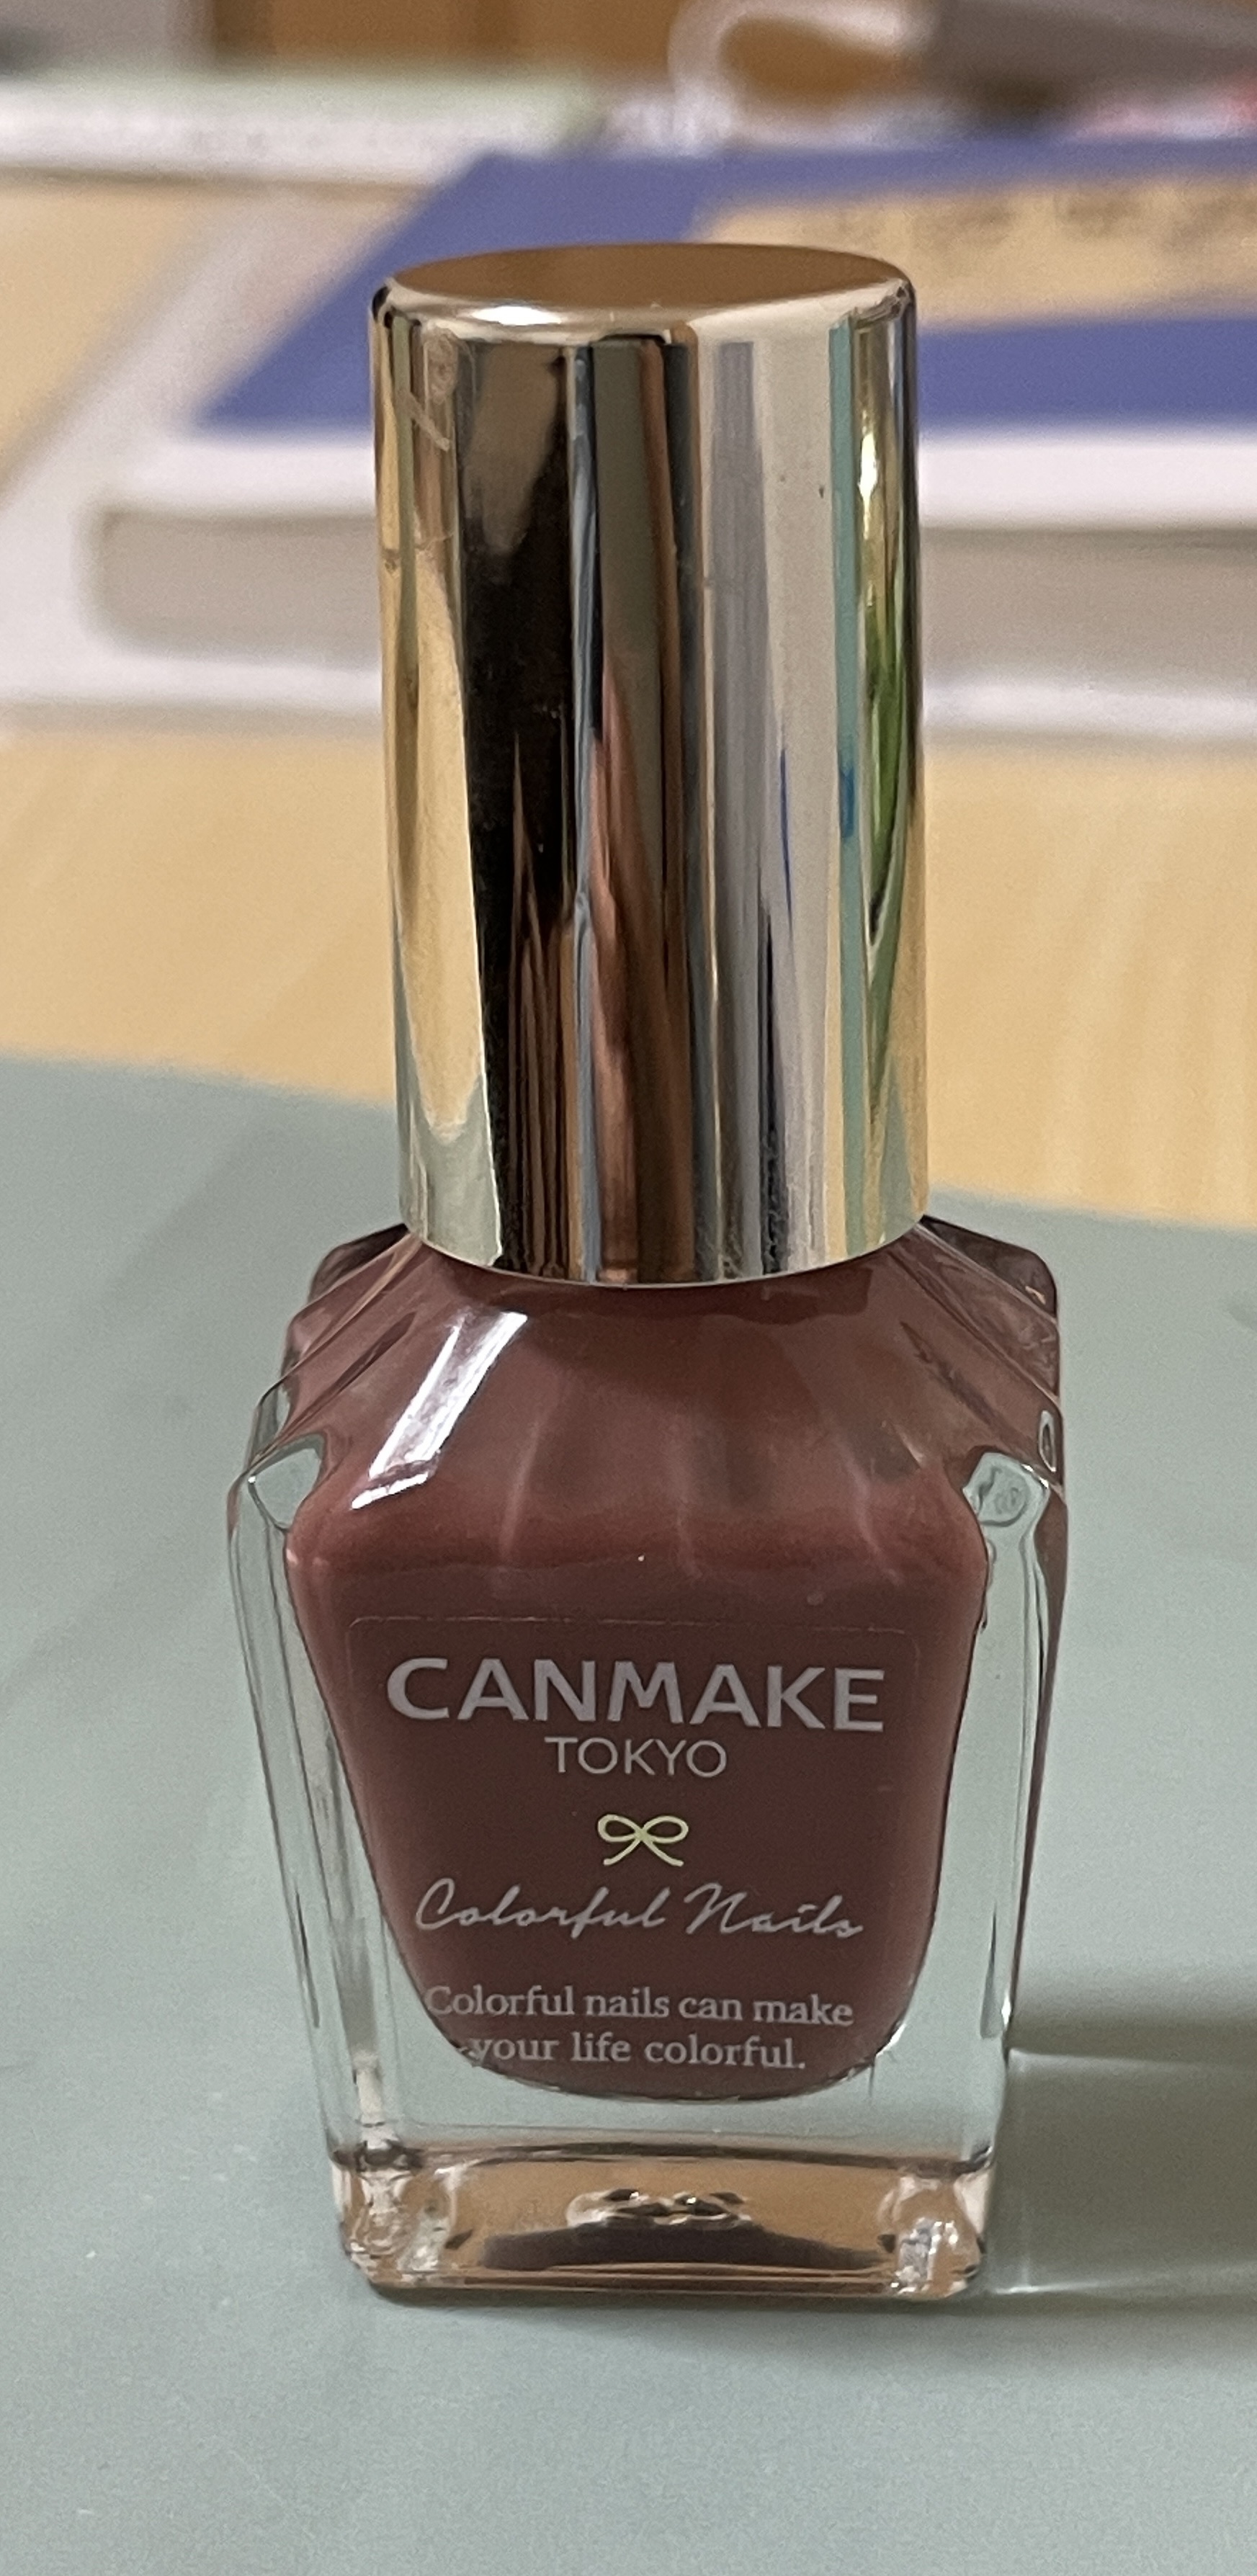 CANMAKE
TOKYO
Colorful Nails
Colorful nails can make
your life colorful.